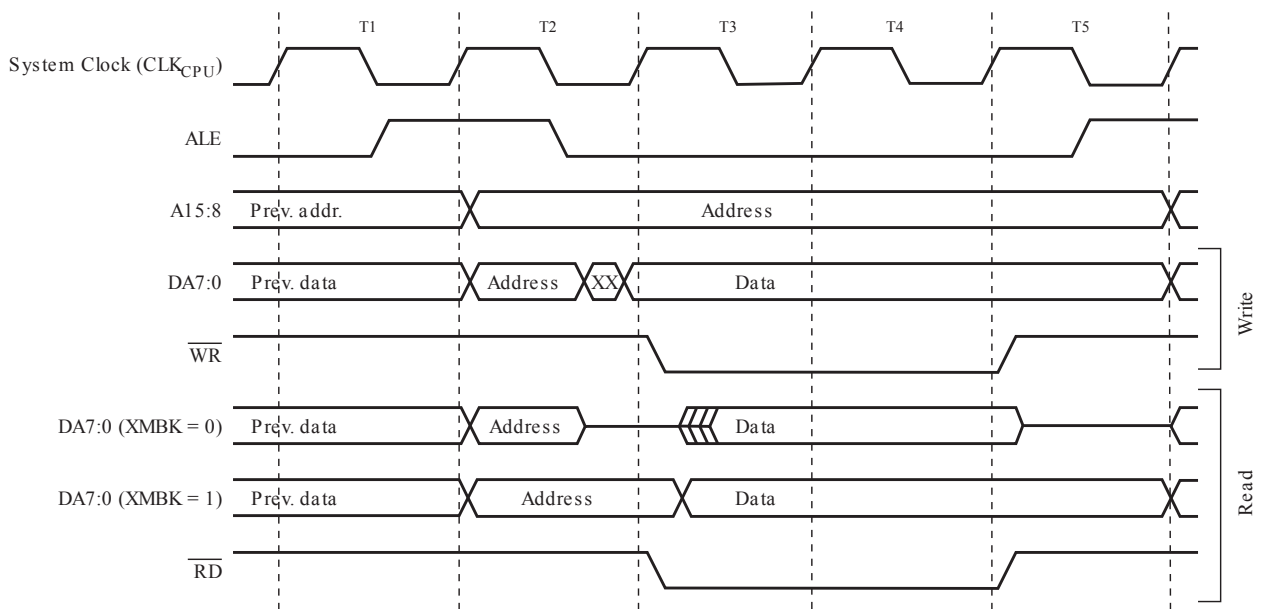 T1 T2 T3 T4 T5
System Clock (CLKCPU)
ALE
A15:8 Prev. addr. Address
DA7:0 Prev. data Address XX Data
WR
Write
DA7:0 (XMBK = 0) Prev. data Address Data
DA7:0 (XMBK = 1) Prev. data Address Data
RD
Read